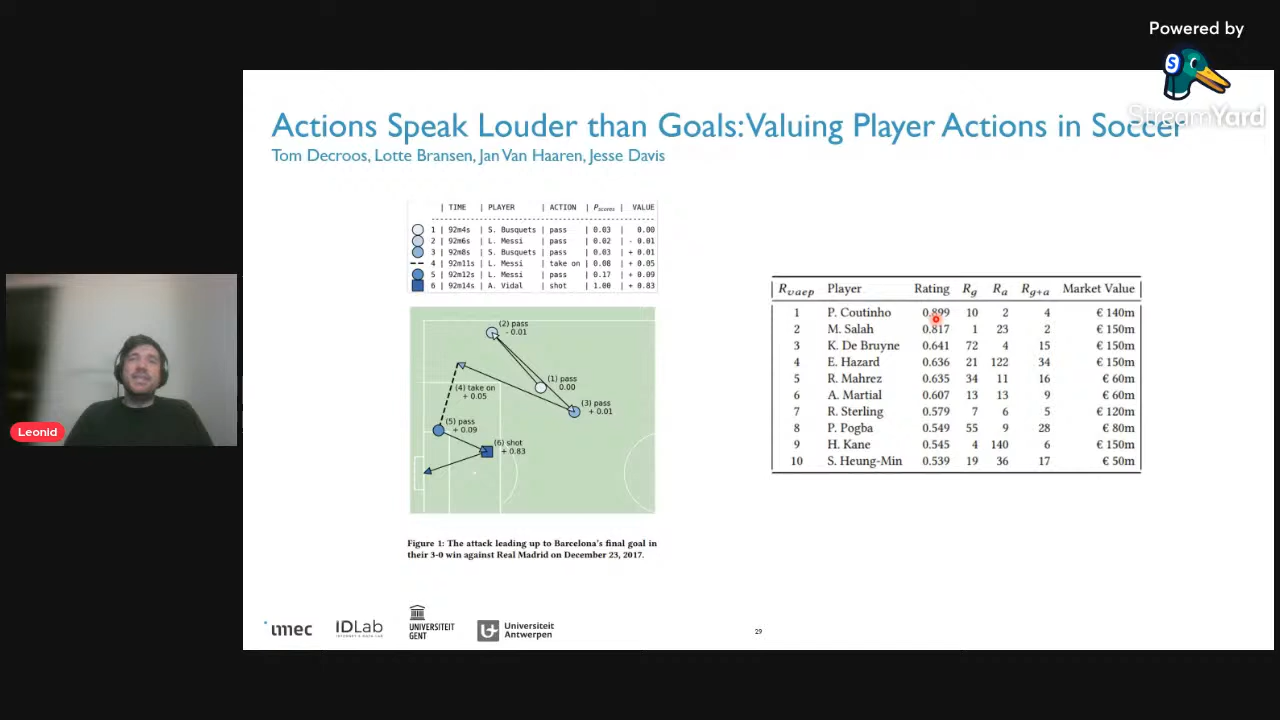 Powered by
S
StreamYard
Actions Speak Louder than Goals: Valuing Player Actions in Soccer
Tom Decroos, Lotte Bransen, Jan Van Haaren, Jesse Davis
| TIME | PLAYER | ACTION | Pscores | VALUE
1 | 92m4s | S. Busquets | pass | 0.03 | 0.00
2 | 92m6s | L. Messi | pass | 0.02 | - 0.01
3 | 92m8s | S. Busquets | pass | 0.03 | + 0.01
4 | 92m11s | L. Messi | take on | 0.08 | + 0.05
5 | 92m12s | L. Messi | pass | 0.17 | + 0.09
6 | 92m14s | A. Vidal | shot | 1.00 | + 0.83
(2) pass
- 0.01
(1) pass
0.00
(4) take on
+ 0.05
(3) pass
+ 0.01
(5) pass
+ 0.09
(6) shot
+ 0.83
Figure 1: The attack leading up to Barcelona's final goal in
their 3-0 win against Real Madrid on December 23, 2017.
Rvaep Player Rating Rg Ra Rg+a Market Value
1 P. Coutinho 0.899 10 2 4 € 140m
2 M. Salah 0.817 1 23 2 € 150m
3 K. De Bruyne 0.641 72 4 15 € 150m
4 E. Hazard 0.636 21 122 34 € 150m
5 R. Mahrez 0.635 34 11 16 € 60m
6 A. Martial 0.607 13 13 9 € 60m
7 R. Sterling 0.579 7 6 5 € 120m
8 P. Pogba 0.549 55 9 28 € 80m
9 H. Kane 0.545 4 140 6 € 150m
10 S. Heung-Min 0.539 19 36 17 € 50m
Leonid
imec
IDLab
INTERNET & DATA LAB
UNIVERSITEIT
GENT
Universiteit
Antwerpen
29